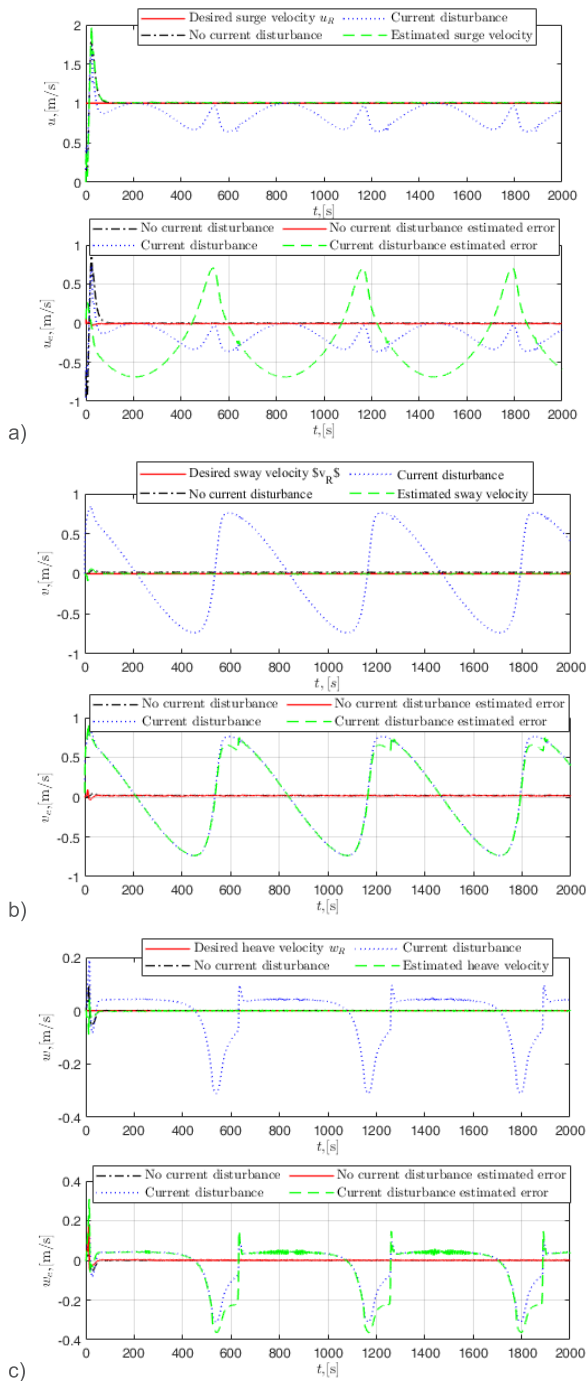 Desired surge velocity u_R Current disturbance
No current disturbance Estimated surge velocity
2
1.5
1
0.5
0
u,[m/s]
0 200 400 600 800 1000 1200 1400 1600 1800 2000
t,[s]
No current disturbance No current disturbance estimated error
Current disturbance Current disturbance estimated error
1
0.5
0
-0.5
-1
u_e,[m/s]
0 200 400 600 800 1000 1200 1400 1600 1800 2000
t,[s]
a)
Desired sway velocity $v_R$ Current disturbance
No current disturbance Estimated sway velocity
1
0.5
0
-0.5
-1
v,[m/s]
0 200 400 600 800 1000 1200 1400 1600 1800 2000
t,[s]
No current disturbance No current disturbance estimated error
Current disturbance Current disturbance estimated error
1
0.5
0
-0.5
-1
v_e,[m/s]
0 200 400 600 800 1000 1200 1400 1600 1800 2000
t,[s]
b)
Desired heave velocity w_R Current disturbance
No current disturbance Estimated heave velocity
0.2
0
-0.2
-0.4
w,[m/s]
0 200 400 600 800 1000 1200 1400 1600 1800 2000
t,[s]
No current disturbance No current disturbance estimated error
Current disturbance Current disturbance estimated error
0.4
0.2
0
-0.2
-0.4
w_e,[m/s]
0 200 400 600 800 1000 1200 1400 1600 1800 2000
t,[s]
c)